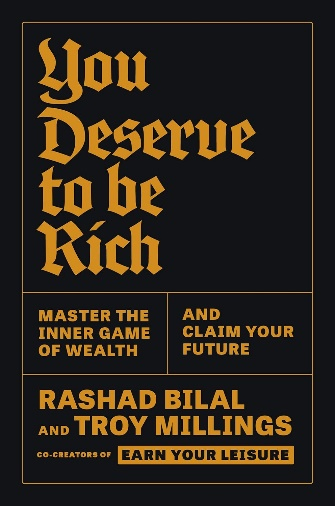 You
Deserve
to be
Rich
MASTER THE
INNER GAME
OF WEALTH
AND
CLAIM YOUR
FUTURE
RASHAD BILAL
AND TROY MILLINGS
CO-CREATORS OF EARN YOUR LEISURE